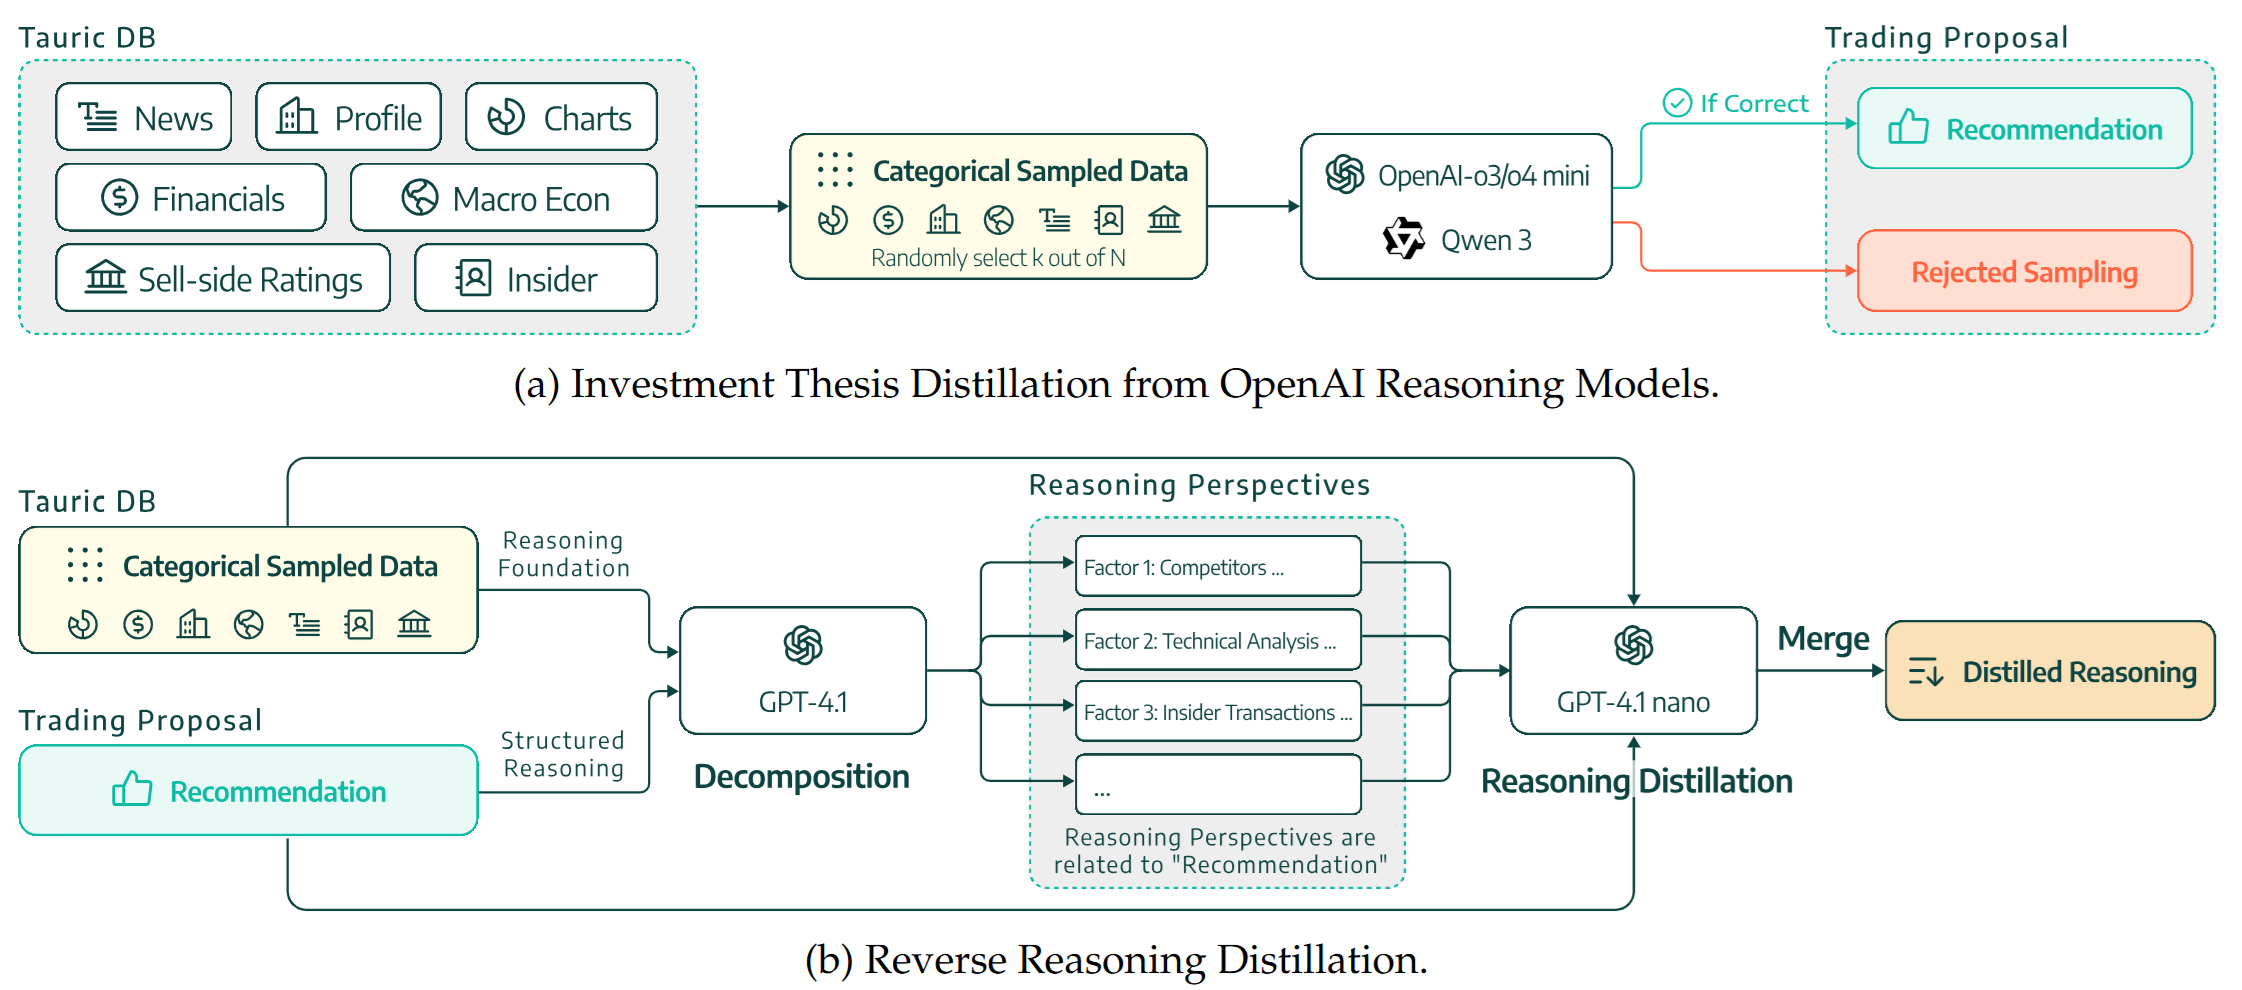 Tauric DB
News
Profile
Charts
Financials
Macro Econ
Sell-side Ratings
Insider
Categorical Sampled Data
Randomly select k out of N
OpenAI-o3/o4 mini
Qwen 3
If Correct
Trading Proposal
Recommendation
Rejected Sampling
(a) Investment Thesis Distillation from OpenAI Reasoning Models.
Tauric DB
Categorical Sampled Data
Reasoning
Foundation
Trading Proposal
Recommendation
Structured
Reasoning
GPT-4.1
Decomposition
Reasoning Perspectives
Factor 1: Competitors ...
Factor 2: Technical Analysis ...
Factor 3: Insider Transactions ...
...
Reasoning Perspectives are
related to "Recommendation"
GPT-4.1 nano
Reasoning Distillation
Merge
Distilled Reasoning
(b) Reverse Reasoning Distillation.